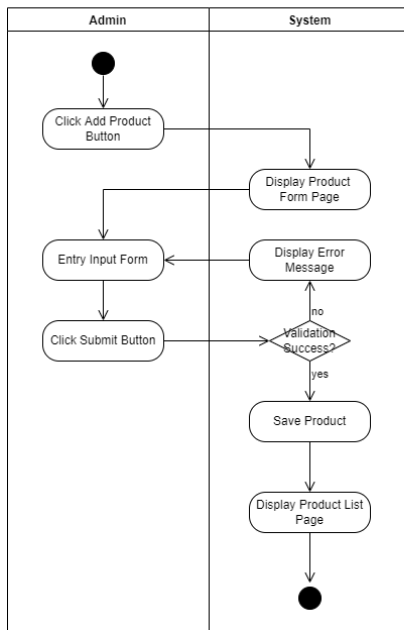 Admin
System
Click Add Product
Button
Display Product
Form Page
Entry Input Form
Display Error
Message
no
Click Submit Button
Validation
Success?
yes
Save Product
Display Product List
Page